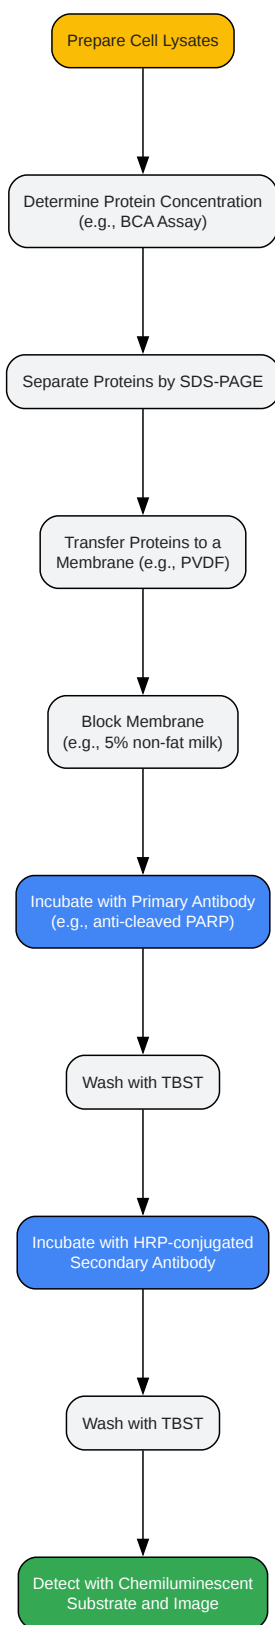 Prepare Cell Lysates
Determine Protein Concentration
(e.g., BCA Assay)
Separate Proteins by SDS-PAGE
Transfer Proteins to a
Membrane (e.g., PVDF)
Block Membrane
(e.g., 5% non-fat milk)
Incubate with Primary Antibody
(e.g., anti-cleaved PARP)
Wash with TBST
Incubate with HRP-conjugated
Secondary Antibody
Wash with TBST
Detect with Chemiluminescent
Substrate and Image